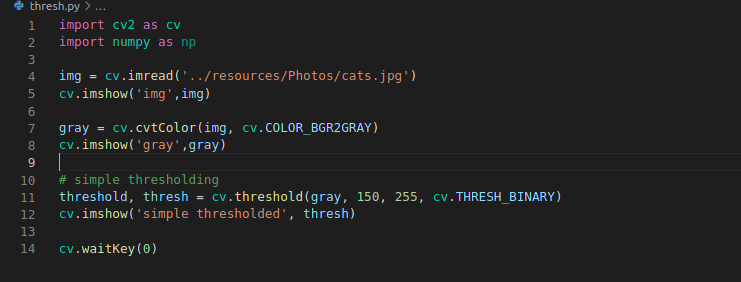 thresh.py > ...
1 import cv2 as cv
2 import numpy as np
3
4 img = cv.imread('../resources/Photos/cats.jpg')
5 cv.imshow('img',img)
6
7 gray = cv.cvtColor(img, cv.COLOR_BGR2GRAY)
8 cv.imshow('gray',gray)
9
10 # simple thresholding
11 threshold, thresh = cv.threshold(gray, 150, 255, cv.THRESH_BINARY)
12 cv.imshow('simple thresholded', thresh)
13
14 cv.waitKey(0)